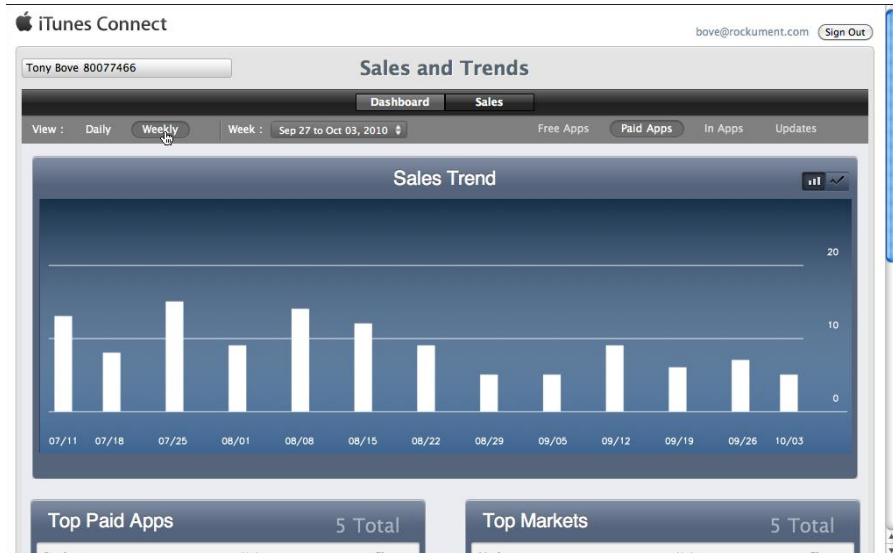 iTunes Connect
bove@rockument.com Sign Out
Tony Bove 80077466
Sales and Trends
Dashboard Sales
View : Daily Weekly Week : Sep 27 to Oct 03, 2010 Free Apps Paid Apps In Apps Updates
Sales Trend
20
10
0
07/11 07/18 07/25 08/01 08/08 08/15 08/22 08/29 09/05 09/12 09/19 09/26 10/03
Top Paid Apps 5 Total
Top Markets 5 Total